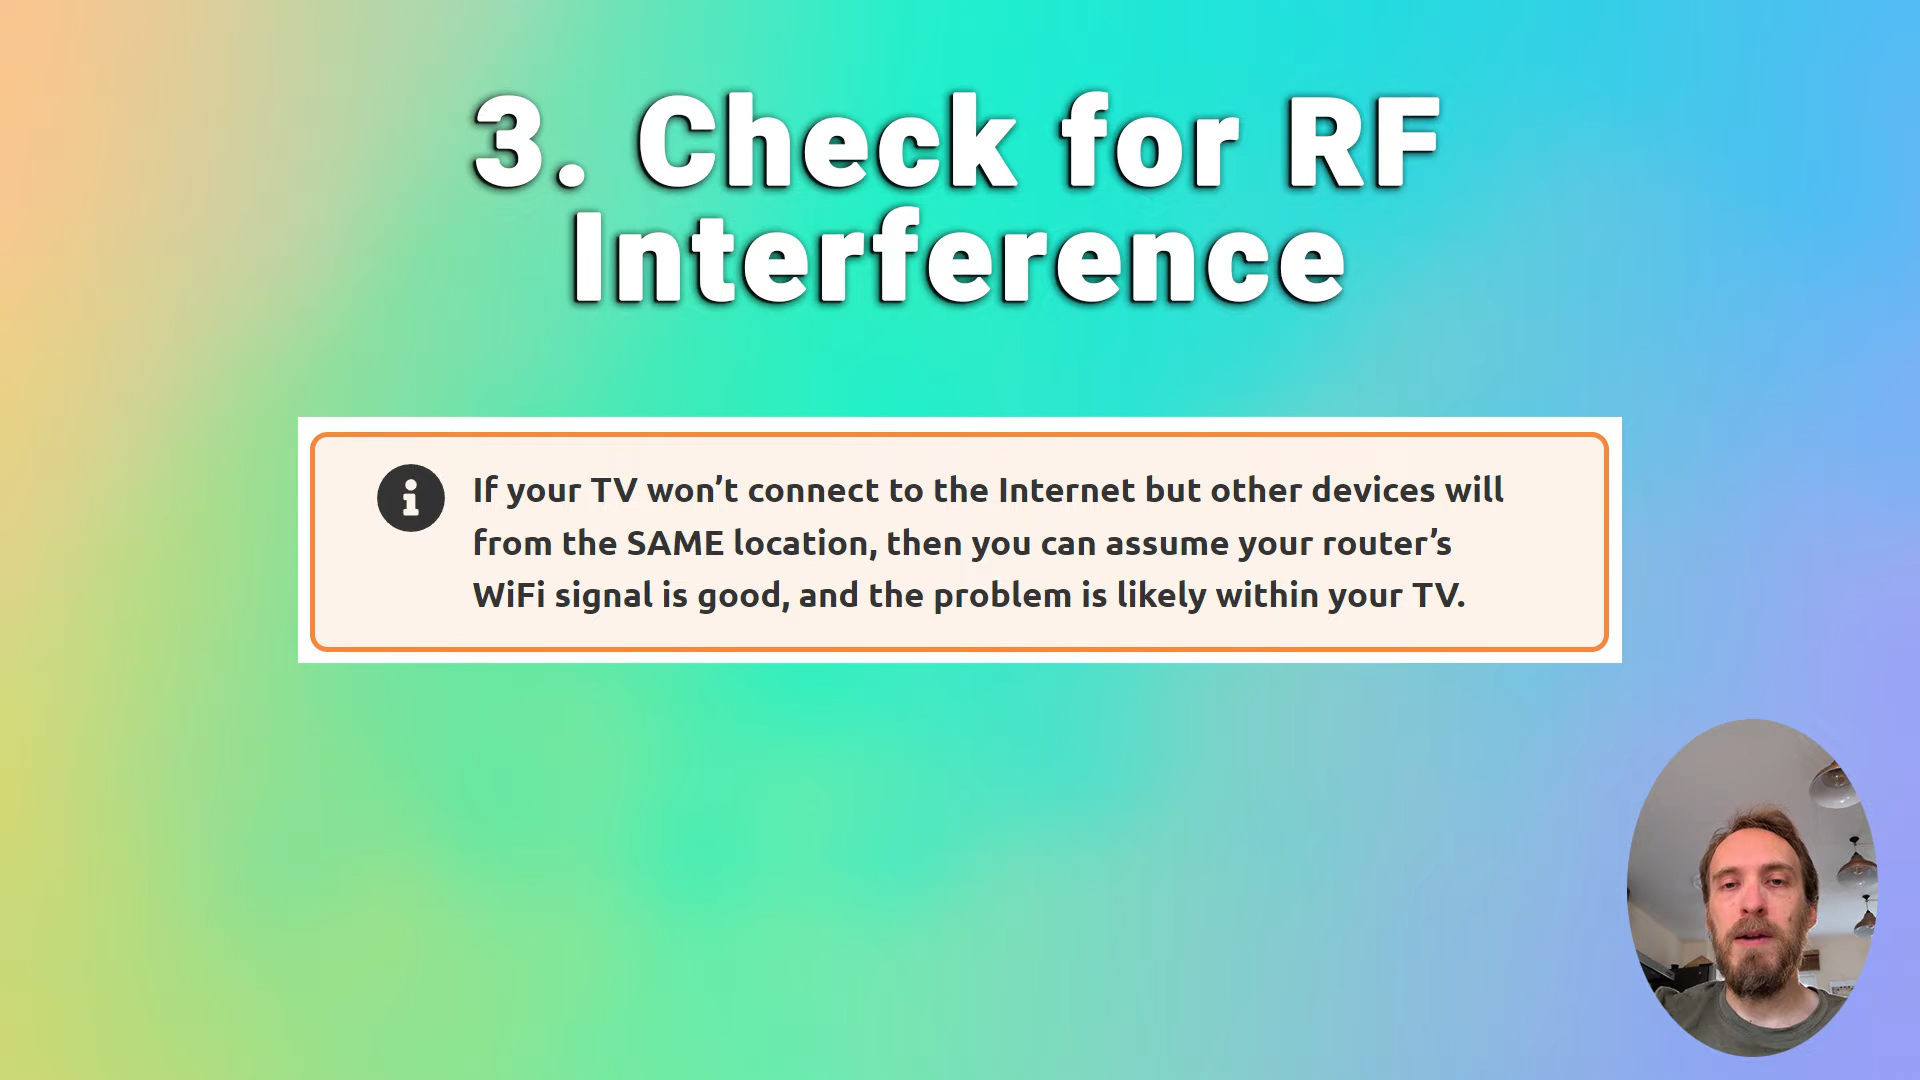 3. Check for RF
Interference
If your TV won’t connect to the Internet but other devices will
from the SAME location, then you can assume your router’s
WiFi signal is good, and the problem is likely within your TV.